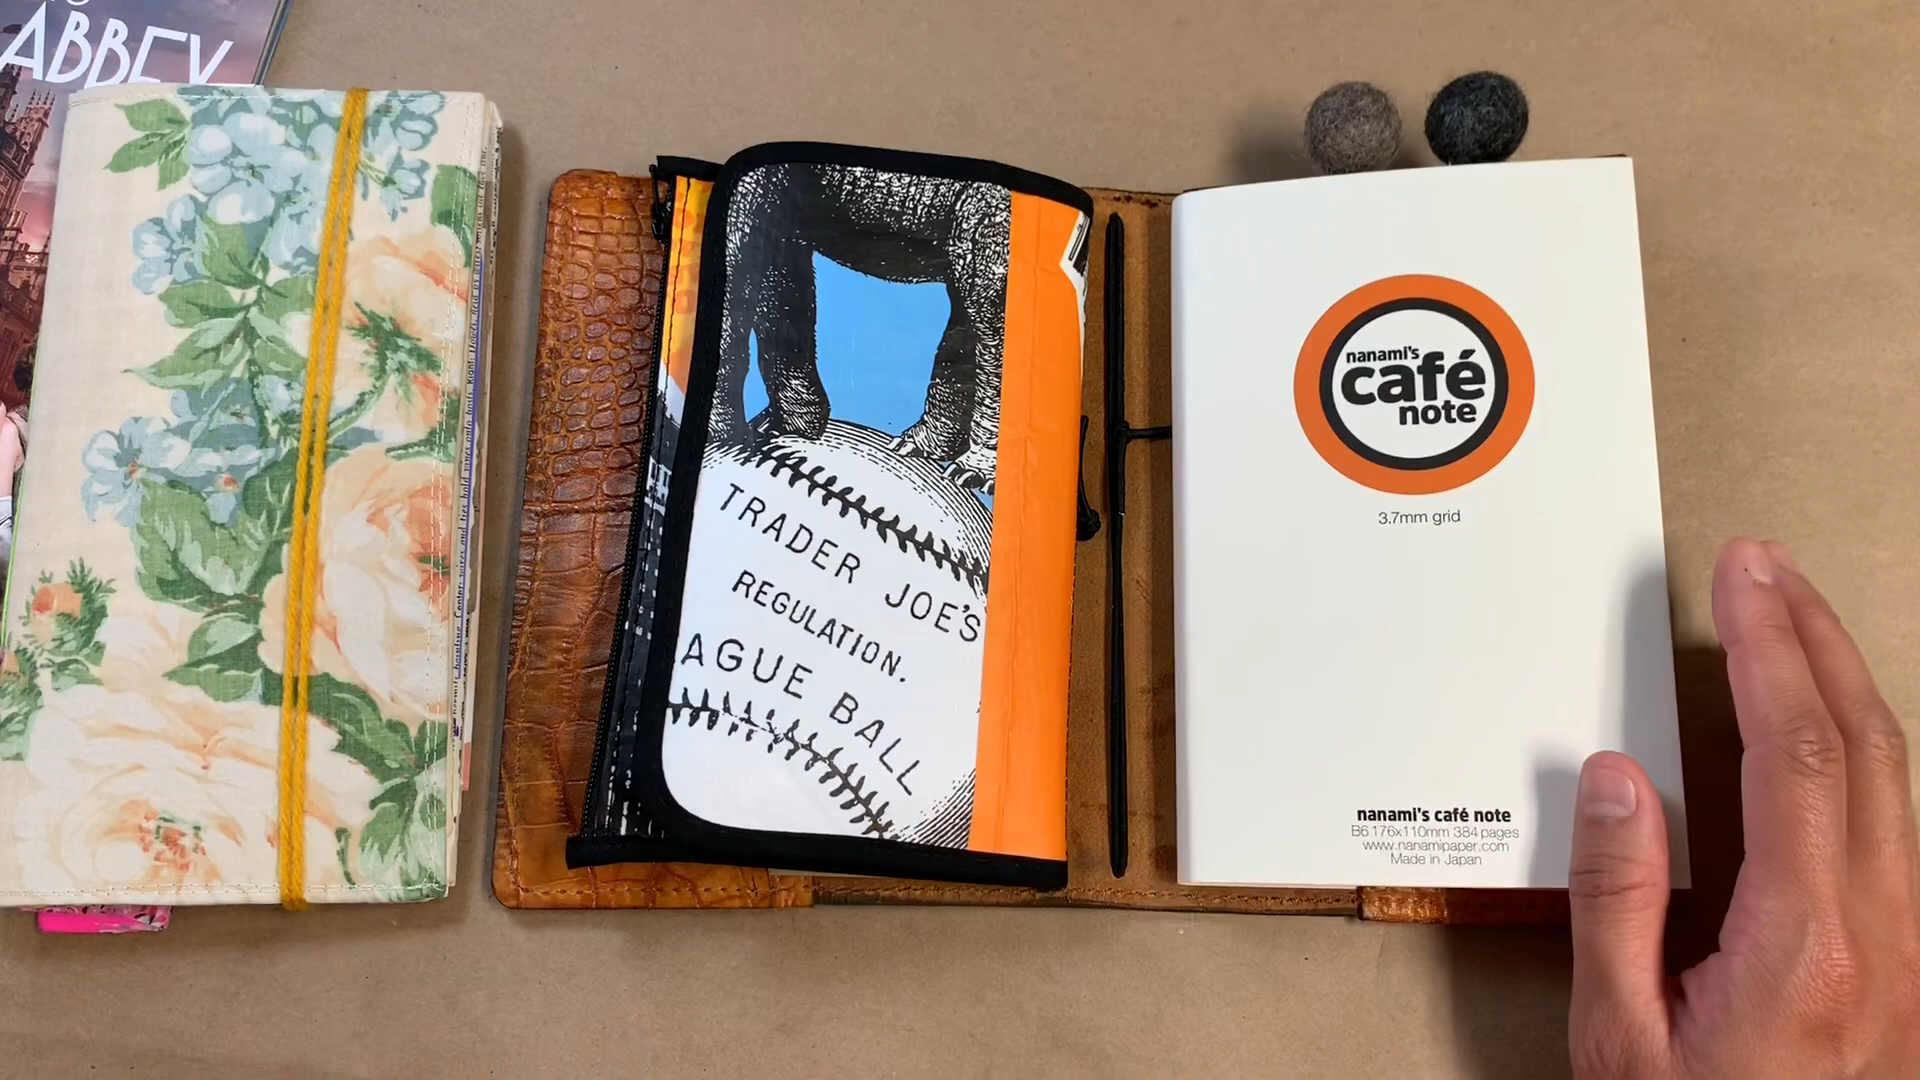 ABBEY
TRADER JOE'S
REGULATION.
AGUE BALL
nanami's
café
note
3.7mm grid
nanami's café note
B6 176x110mm 384 pages
www.nanamipaper.com
Made in Japan